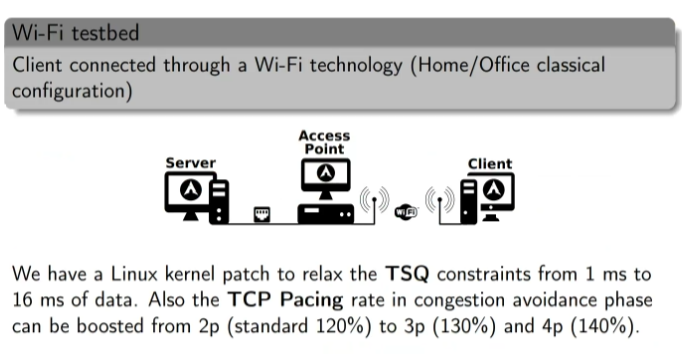 Wi-Fi testbed
Client connected through a Wi-Fi technology (Home/Office classical
configuration)
Access
Point
Server
Client
WiFi
We have a Linux kernel patch to relax the TSQ constraints from 1 ms to
16 ms of data. Also the TCP Pacing rate in congestion avoidance phase
can be boosted from 2p (standard 120%) to 3p (130%) and 4p (140%).